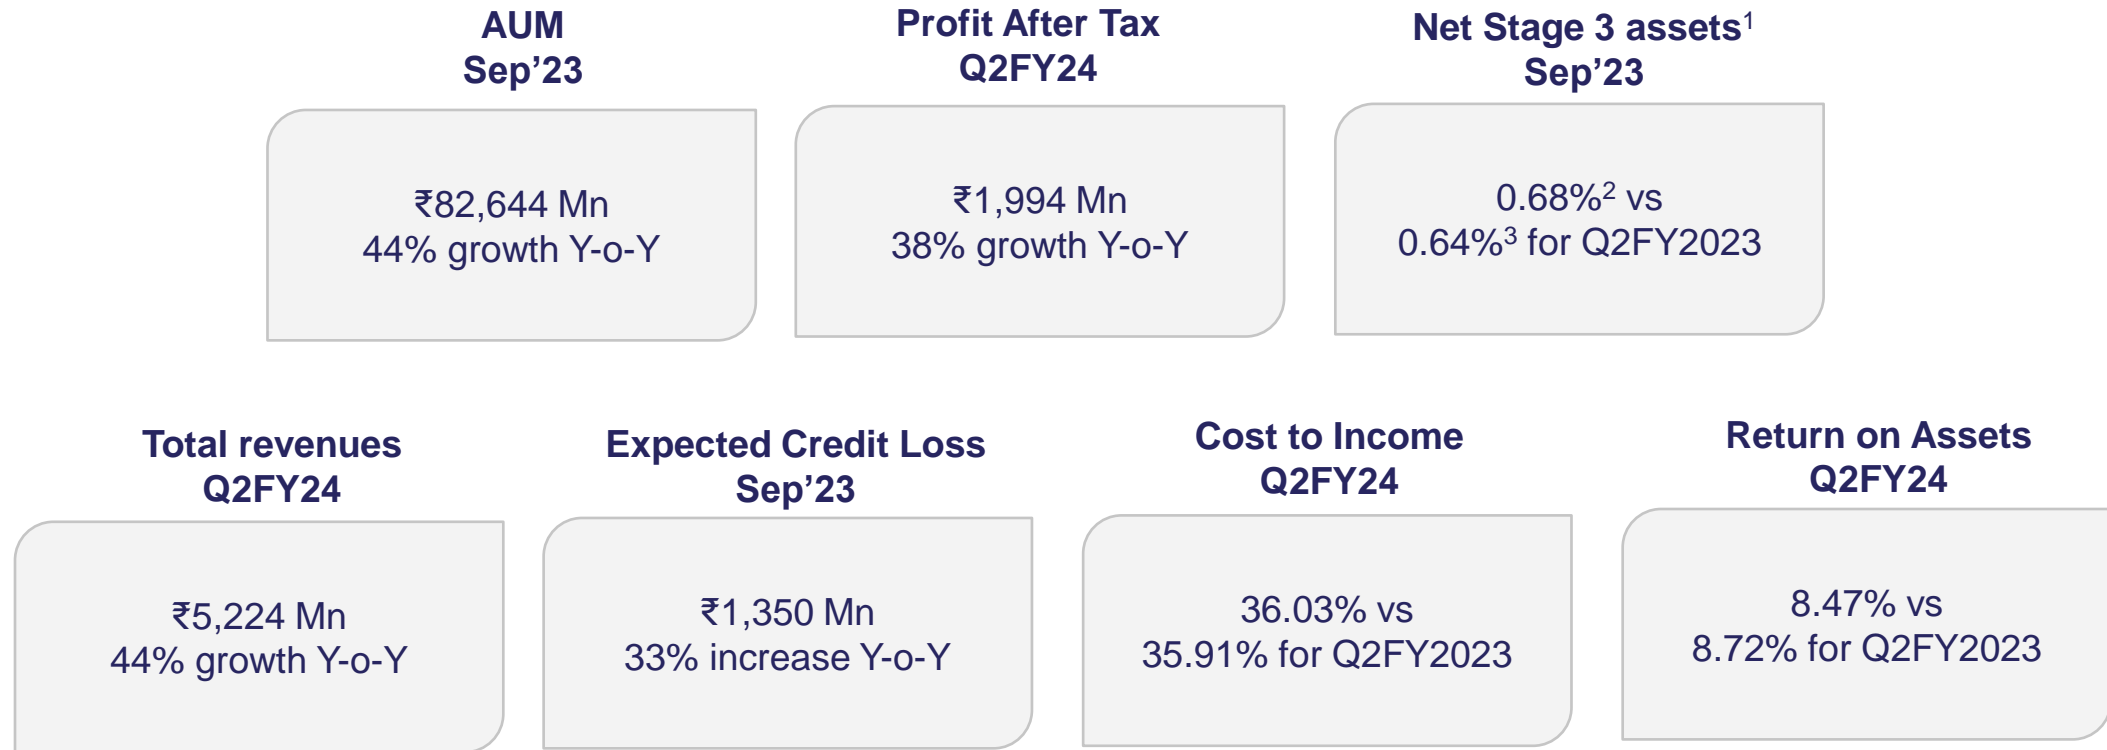 AUM
Sep’23
₹82,644 Mn
44% growth Y-o-Y
Profit After Tax
Q2FY24
₹1,994 Mn
38% growth Y-o-Y
Net Stage 3 assets¹
Sep’23
0.68%² vs
0.64%³ for Q2FY2023
Total revenues
Q2FY24
₹5,224 Mn
44% growth Y-o-Y
Expected Credit Loss
Sep’23
₹1,350 Mn
33% increase Y-o-Y
Cost to Income
Q2FY24
36.03% vs
35.91% for Q2FY2023
Return on Assets
Q2FY24
8.47% vs
8.72% for Q2FY2023